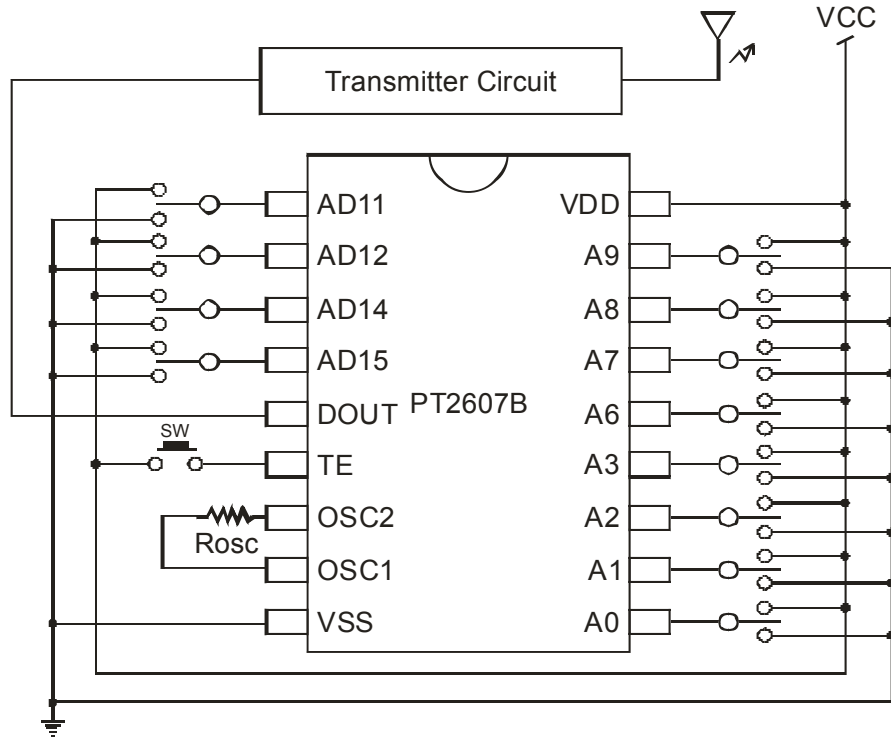 VCC
Transmitter Circuit
AD11
VDD
AD12
A9
AD14
A8
AD15
A7
DOUT
PT2607B
A6
SW
TE
A3
OSC2
A2
Rosc
OSC1
A1
VSS
A0